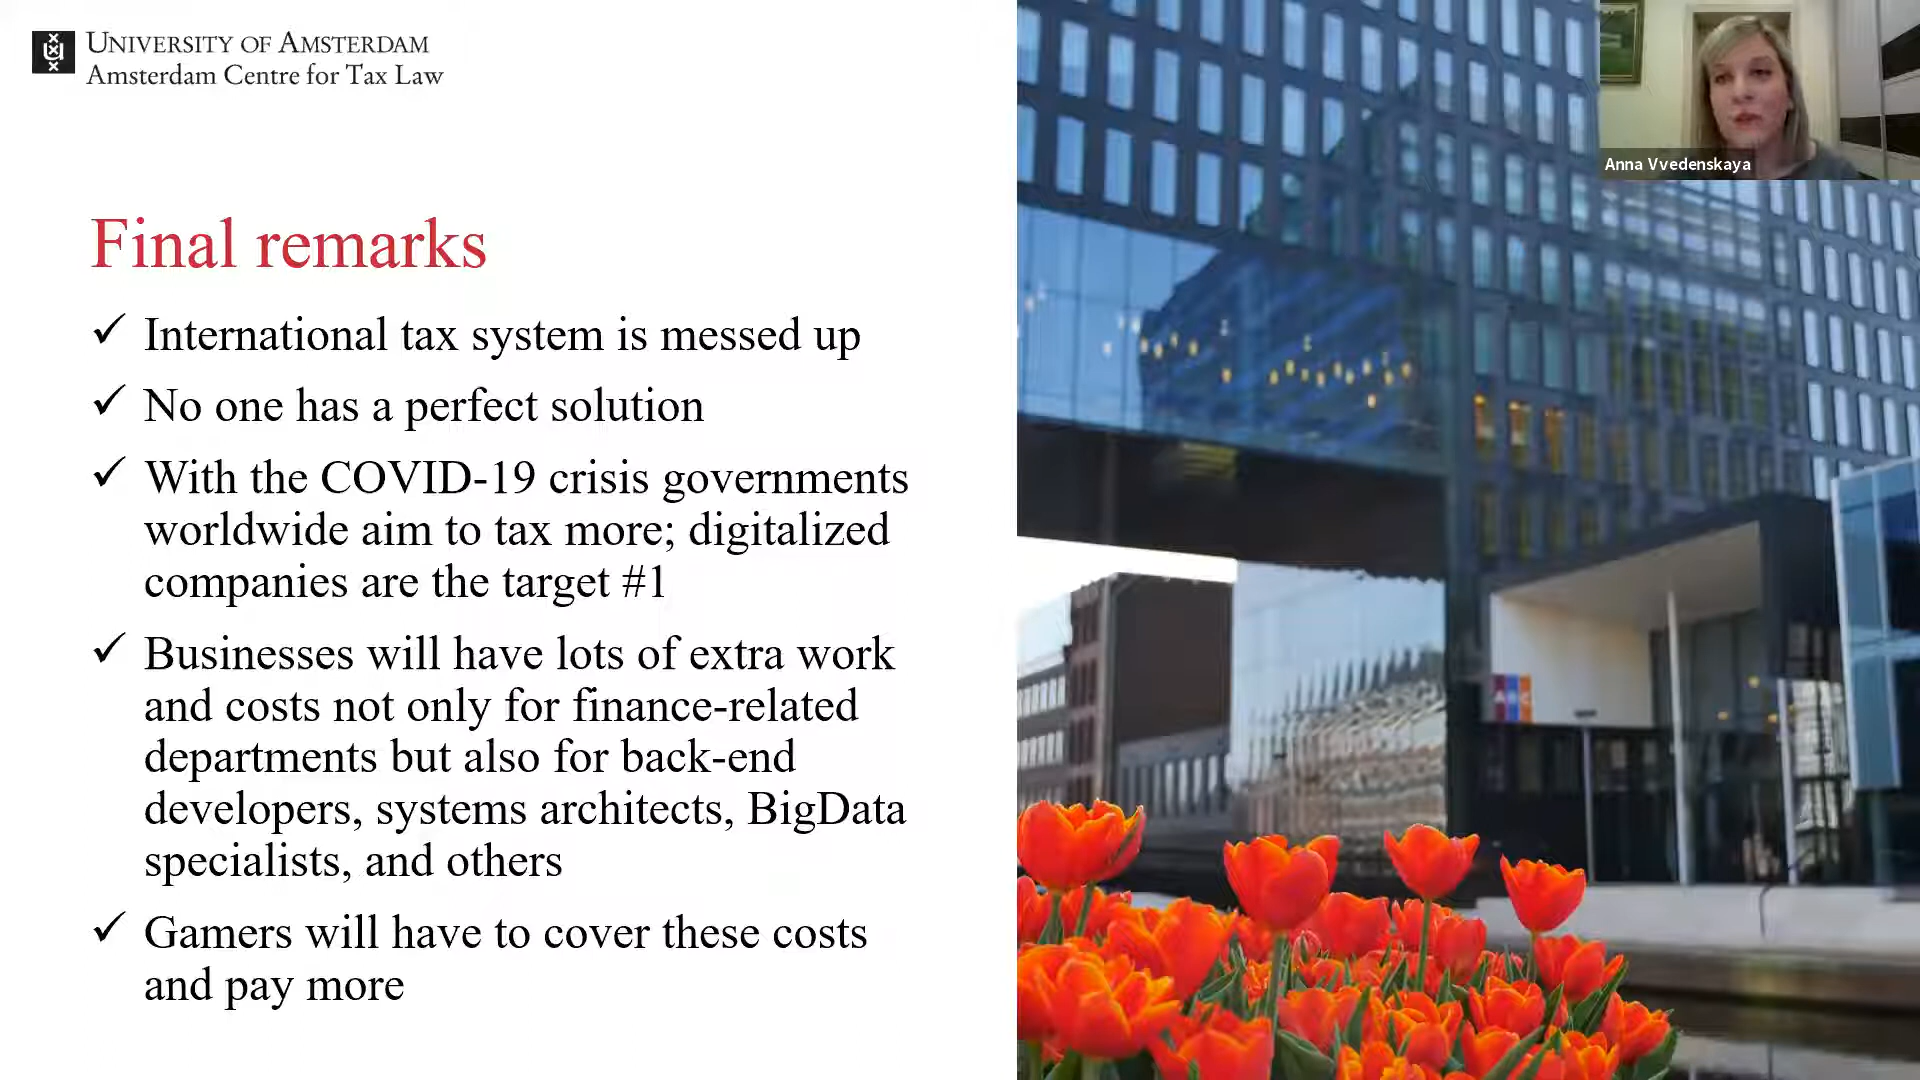 UNIVERSITY OF AMSTERDAM
Amsterdam Centre for Tax Law
Anna Vvedenskaya
Final remarks
✓ International tax system is messed up
✓ No one has a perfect solution
✓ With the COVID-19 crisis governments
worldwide aim to tax more; digitalized
companies are the target #1
✓ Businesses will have lots of extra work
and costs not only for finance-related
departments but also for back-end
developers, systems architects, BigData
specialists, and others
✓ Gamers will have to cover these costs
and pay more